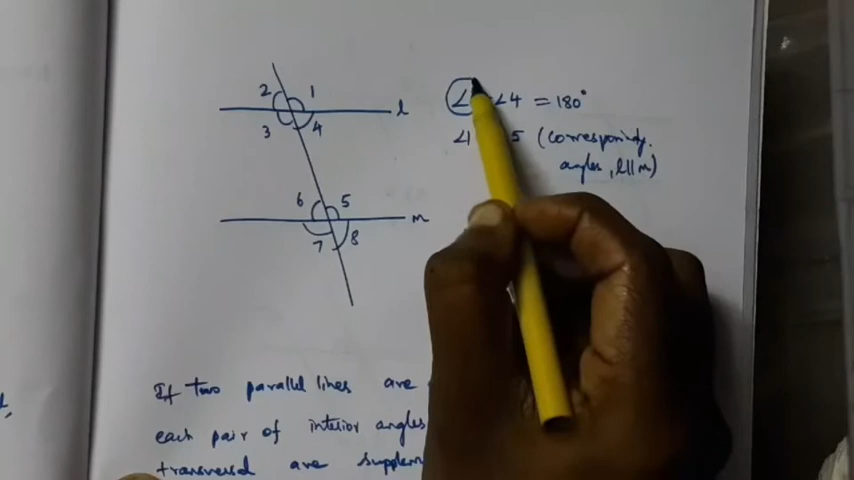 2 1
l
3 4
6 5
m
7 8
∠ ∠4 = 180°
∠1 5 (corresponding
angles, l||m)
If two parallel lines are
each pair of interior angles
transversal are